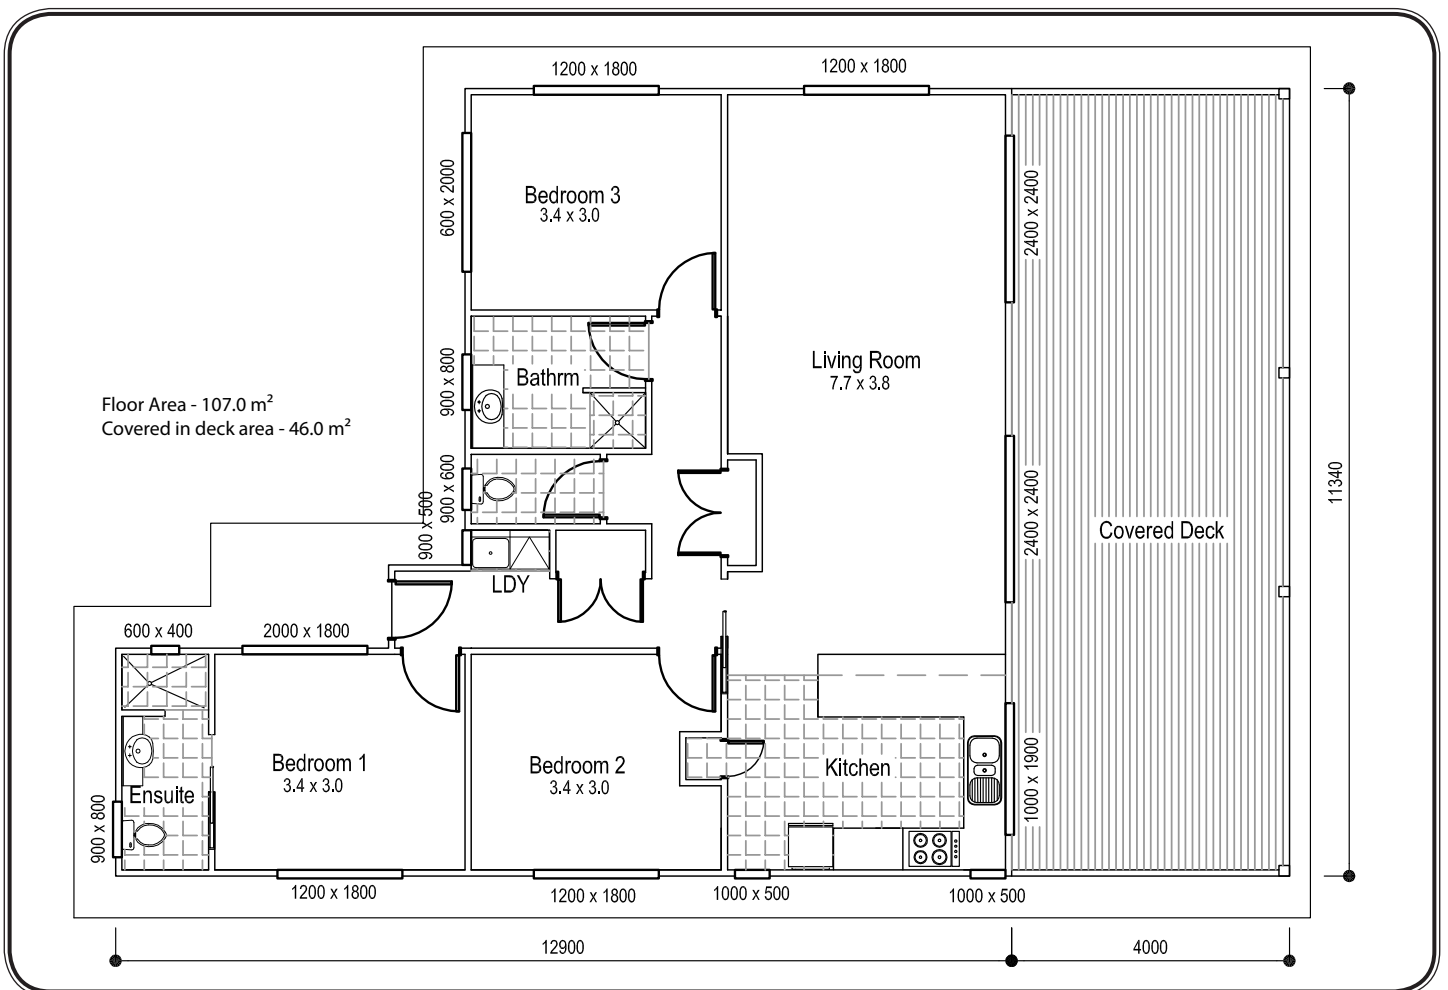 1200 x 1800
1200 x 1800
600 x 2000
Bedroom 3
3.4 x 3.0
2400 x 2400
900 x 800
Bathrm
Living Room
7.7 x 3.8
Floor Area - 107.0 m²
Covered in deck area - 46.0 m²
900 x 600
900 x 500
2400 x 2400
Covered Deck
11340
LDY
600 x 400
2000 x 1800
Bedroom 1
3.4 x 3.0
Bedroom 2
3.4 x 3.0
Kitchen
1000 x 1900
Ensuite
900 x 800
1200 x 1800
1200 x 1800
1000 x 500
1000 x 500
12900
4000